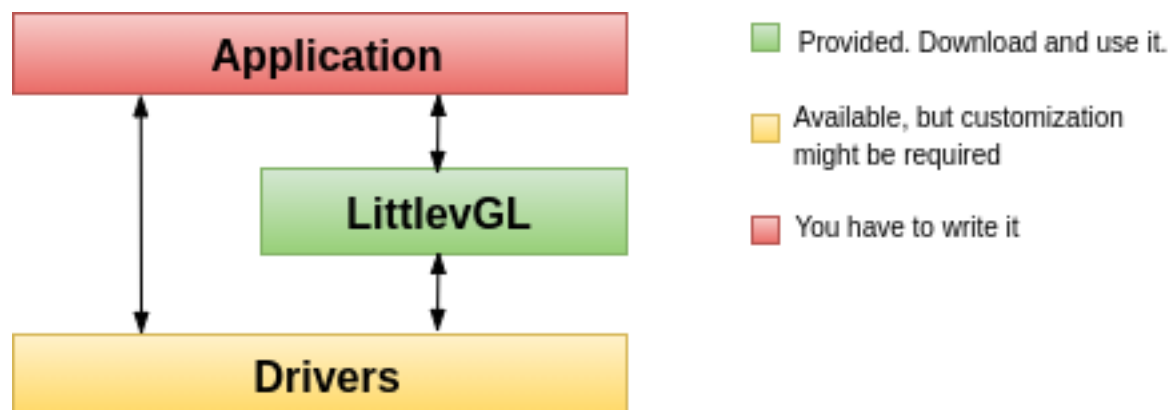 Application
LittlevGL
Drivers
Provided. Download and use it.
Available, but customization
might be required
You have to write it